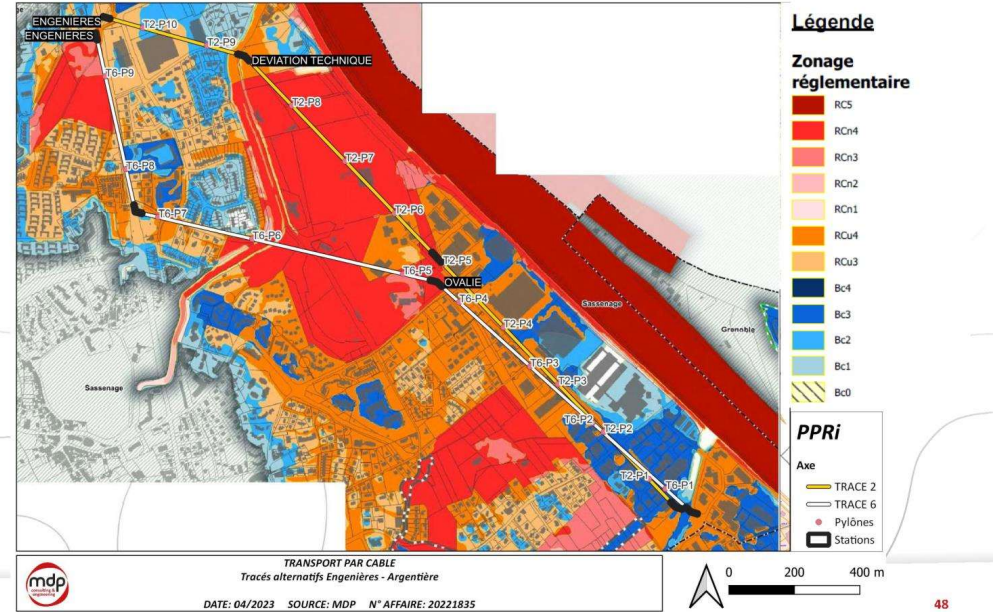 ge
ENGENIERES
ENGENIERES
T2-P10
T2-P9
DEVIATION TECHNIQUE
T6-P9
T2-P8
T2-P7
T6-P8
T6-P7
T2-P6
T6-P6
T2-P5
T6-P5
OVALIE
T6-P4
T2-P4
Sassenage
Grenoble
T6-P3
T2-P3
Sassenage
T6-P2
T2-P2
T2-P1
T6-P1
Légende
Zonage
réglementaire
RC5
RCn4
RCn3
RCn2
RCn1
RCu4
RCu3
Bc4
Bc3
Bc2
Bc1
Bc0
PPRi
Axe
TRACE 2
TRACE 6
Pylônes
Stations
mdp
consulting &
engineering
TRANSPORT PAR CABLE
Tracés alternatifs Engenières - Argentière
DATE: 04/2023 SOURCE: MDP N° AFFAIRE: 20221835
0 200 400 m
48